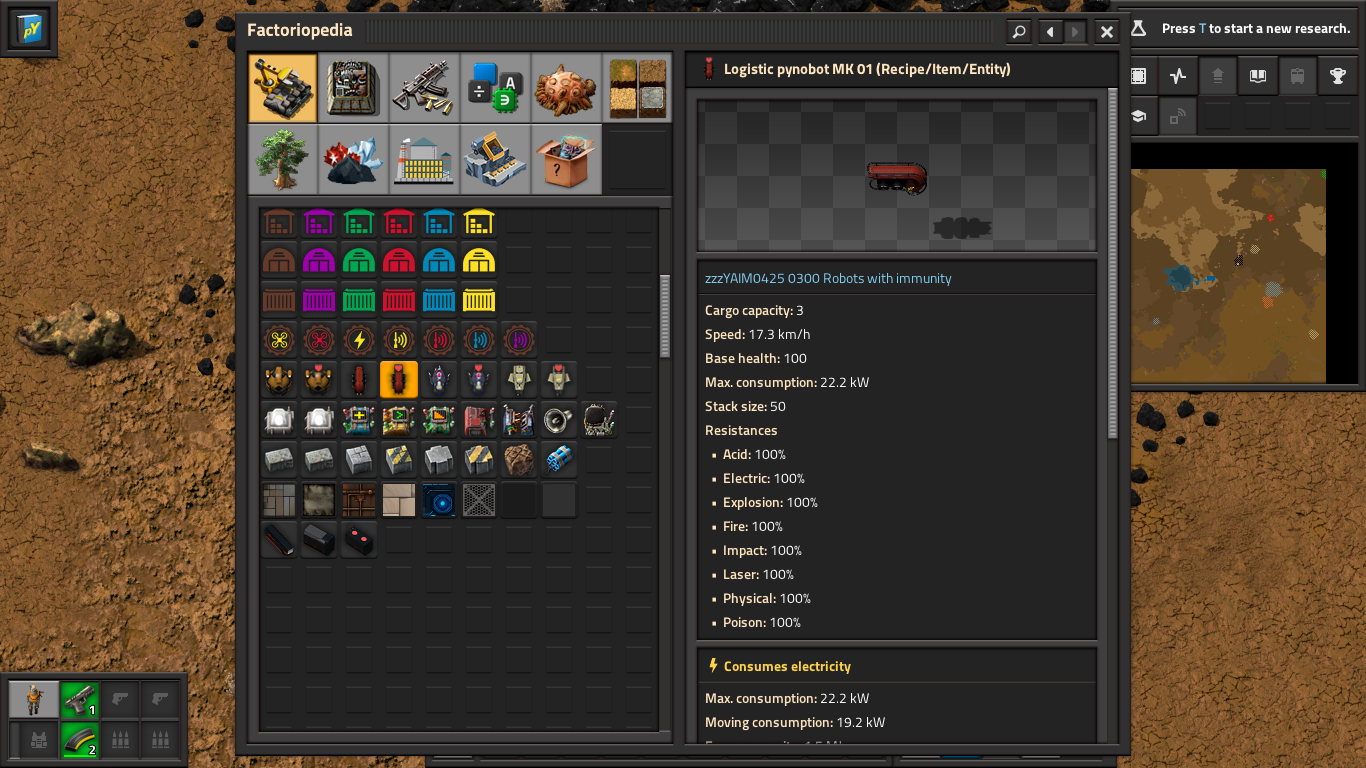 pY
Factoriopedia
Press T to start a new research.
A
?
Logistic pynobot MK 01 (Recipe/Item/Entity)
zzzYAIM0425 0300 Robots with immunity
Cargo capacity: 3
Speed: 17.3 km/h
Base health: 100
Max. consumption: 22.2 kW
Stack size: 50
Resistances
Acid: 100%
Electric: 100%
Explosion: 100%
Fire: 100%
Impact: 100%
Laser: 100%
Physical: 100%
Poison: 100%
Consumes electricity
Max. consumption: 22.2 kW
Moving consumption: 19.2 kW
1
2